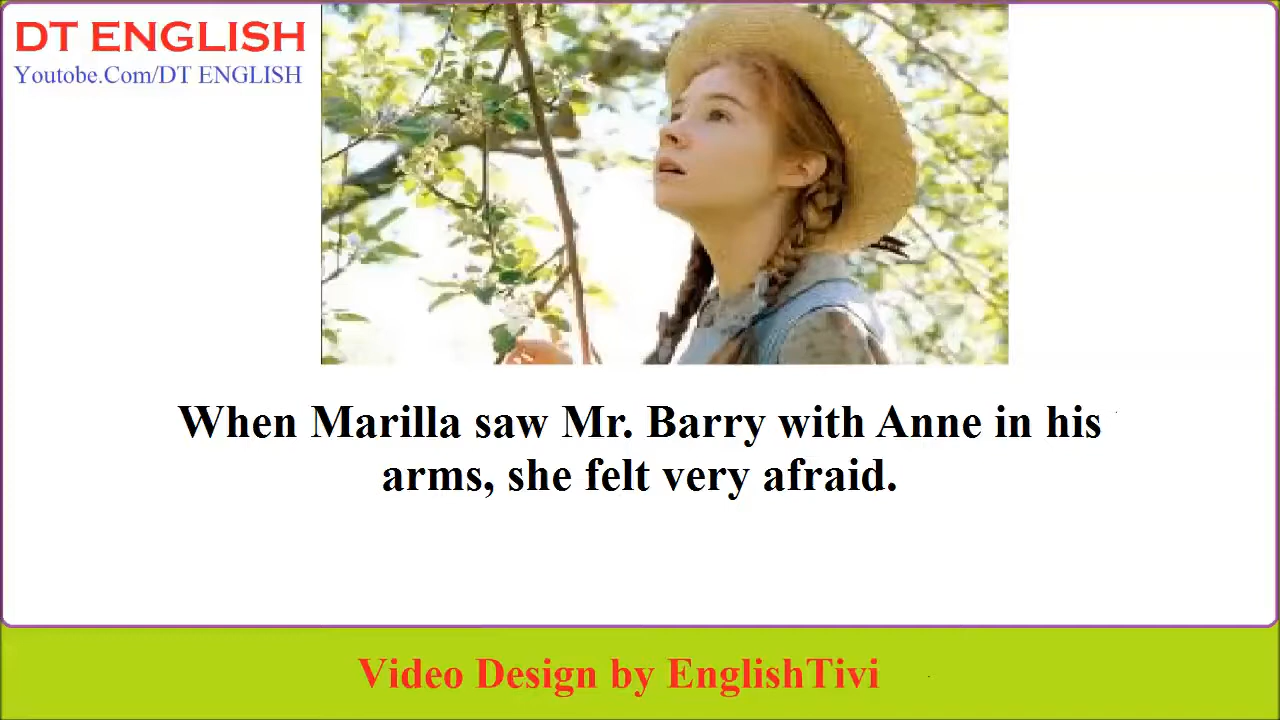 DT ENGLISH
Youtobe.Com/DT ENGLISH
When Marilla saw Mr. Barry with Anne in his
arms, she felt very afraid.
Video Design by EnglishTivi